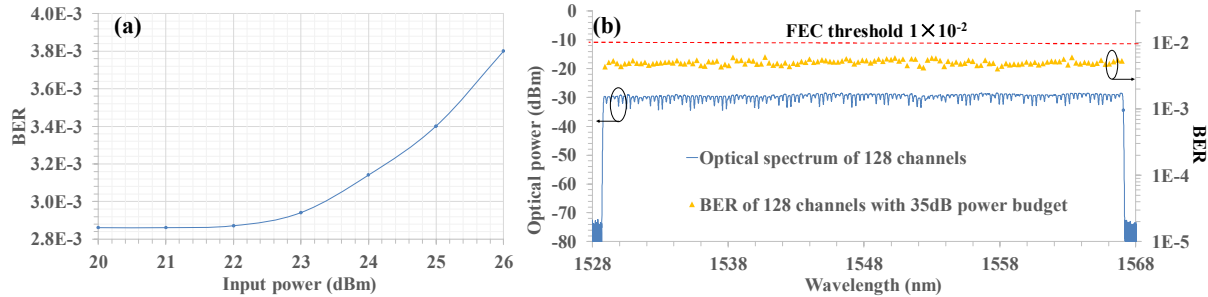 (a)
4.0E-3
3.8E-3
3.6E-3
3.4E-3
3.2E-3
3.0E-3
2.8E-3
BER
20 21 22 23 24 25 26
Input power (dBm)
(b)
FEC threshold 1×10⁻²
0
-10
-20
-30
-40
-50
-60
-70
-80
Optical power (dBm)
1E-1
1E-2
1E-3
1E-4
1E-5
BER
Optical spectrum of 128 channels
BER of 128 channels with 35dB power budget
1528 1538 1548 1558 1568
Wavelength (nm)